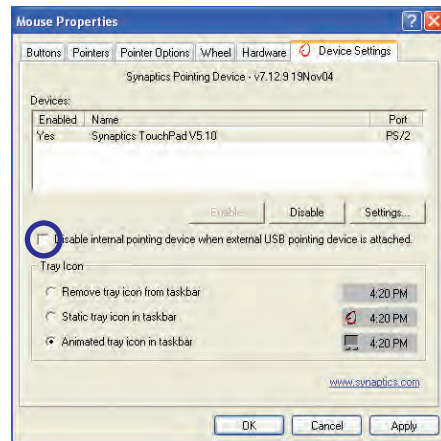 Mouse Properties
Buttons Pointers Pointer Options Wheel Hardware Device Settings
Synaptics Pointing Device - v7.12.9 19Nov04
Devices:
Enabled Name Port
Yes Synaptics TouchPad V5.10 PS/2
Enable Disable Settings...
Disable internal pointing device when external USB pointing device is attached.
Tray Icon
Remove tray icon from taskbar 4:20 PM
Static tray icon in taskbar 4:20 PM
Animated tray icon in taskbar 4:20 PM
www.synaptics.com
OK Cancel Apply